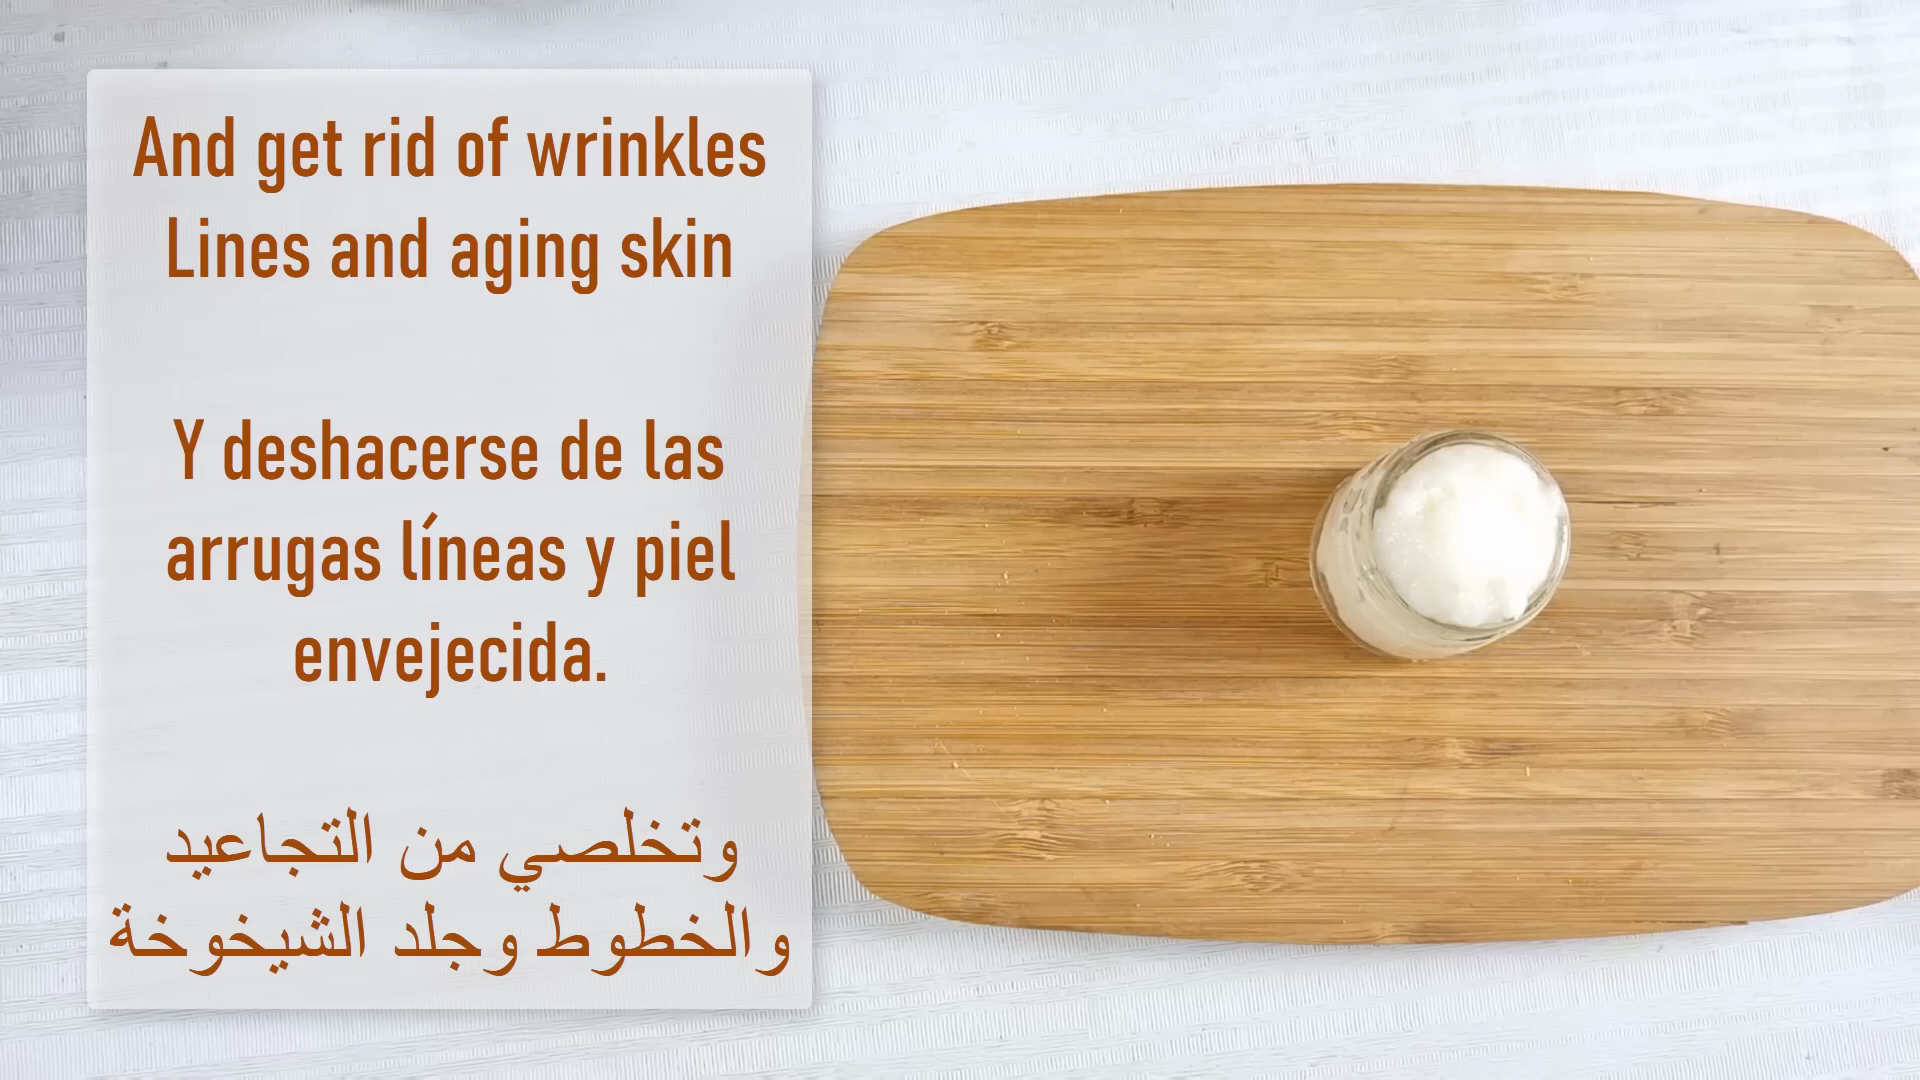 And get rid of wrinkles
Lines and aging skin
Y deshacerse de las
arrugas líneas y piel
envejecida.
وتخلصي من التجاعيد
والخطوط وجلد الشيخوخة